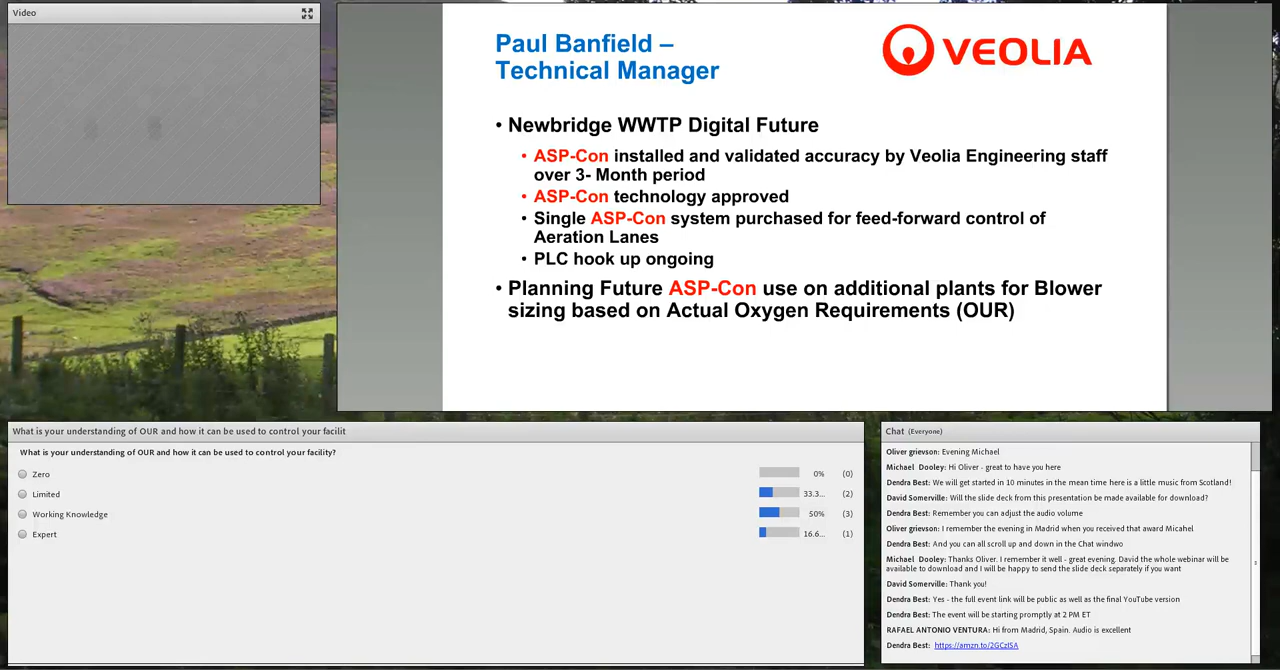 Video
Paul Banfield –
Technical Manager
VEOLIA
• Newbridge WWTP Digital Future
• ASP-Con installed and validated accuracy by Veolia Engineering staff
over 3- Month period
• ASP-Con technology approved
• Single ASP-Con system purchased for feed-forward control of
Aeration Lanes
• PLC hook up ongoing
• Planning Future ASP-Con use on additional plants for Blower
sizing based on Actual Oxygen Requirements (OUR)
What is your understanding of OUR and how it can be used to control your facilit
What is your understanding of OUR and how it can be used to control your facility?
Zero 0% (0)
Limited 33.3... (2)
Working Knowledge 50% (3)
Expert 16.6... (1)
Chat (Everyone)
Oliver grievson: Evening Michael
Michael Dooley: Hi Oliver - great to have you here
Dendra Best: We will get started in 10 minutes in the mean time here is a little music from Scotland!
David Somerville: Will the slide deck from this presentation be made available for download?
Dendra Best: Remember you can adjust the audio volume
Oliver grievson: I remember the evening in Madrid when you received that award Micahel
Dendra Best: And you can all scroll up and down in the Chat windwo
Michael Dooley: Thanks Oliver. I remember it well - great evening. David the whole webinar will be
available to download and I will be happy to send the slide deck separately if you want
David Somerville: Thank you!
Dendra Best: Yes - the full event link will be public as well as the final YouTube version
Dendra Best: The event will be starting promptly at 2 PM ET
RAFAEL ANTONIO VENTURA: Hi from Madrid, Spain. Audio is excellent
Dendra Best: https://amzn.to/2GCzISA